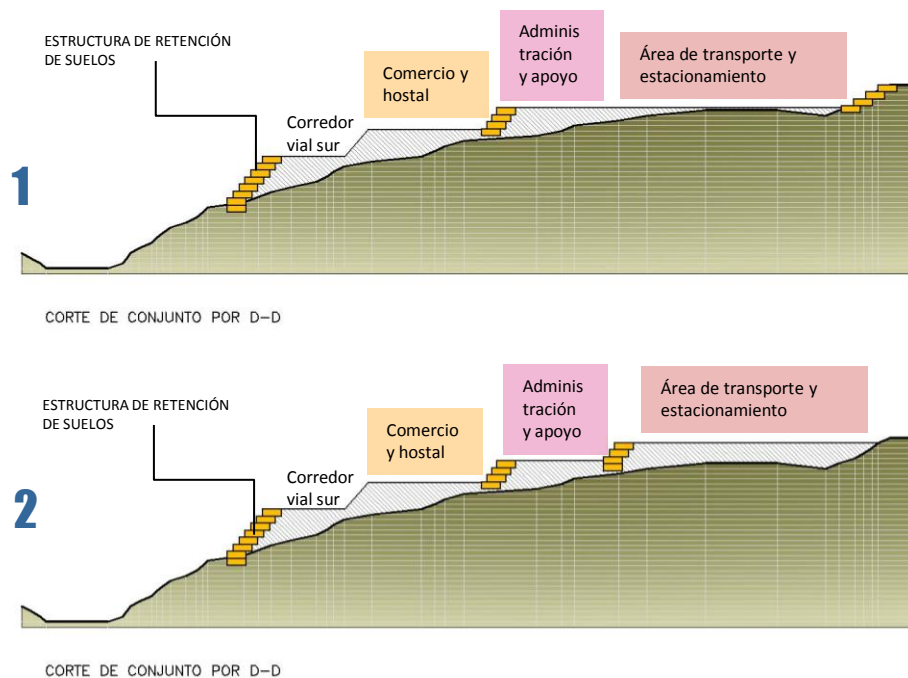 ESTRUCTURA DE RETENCIÓN
DE SUELOS
Corredor
vial sur
Comercio y
hostal
Adminis
tración
y apoyo
Área de transporte y
estacionamiento
1
CORTE DE CONJUNTO POR D-D
ESTRUCTURA DE RETENCIÓN
DE SUELOS
Corredor
vial sur
Comercio
y hostal
Adminis
tración
y apoyo
Área de transporte y
estacionamiento
2
CORTE DE CONJUNTO POR D-D